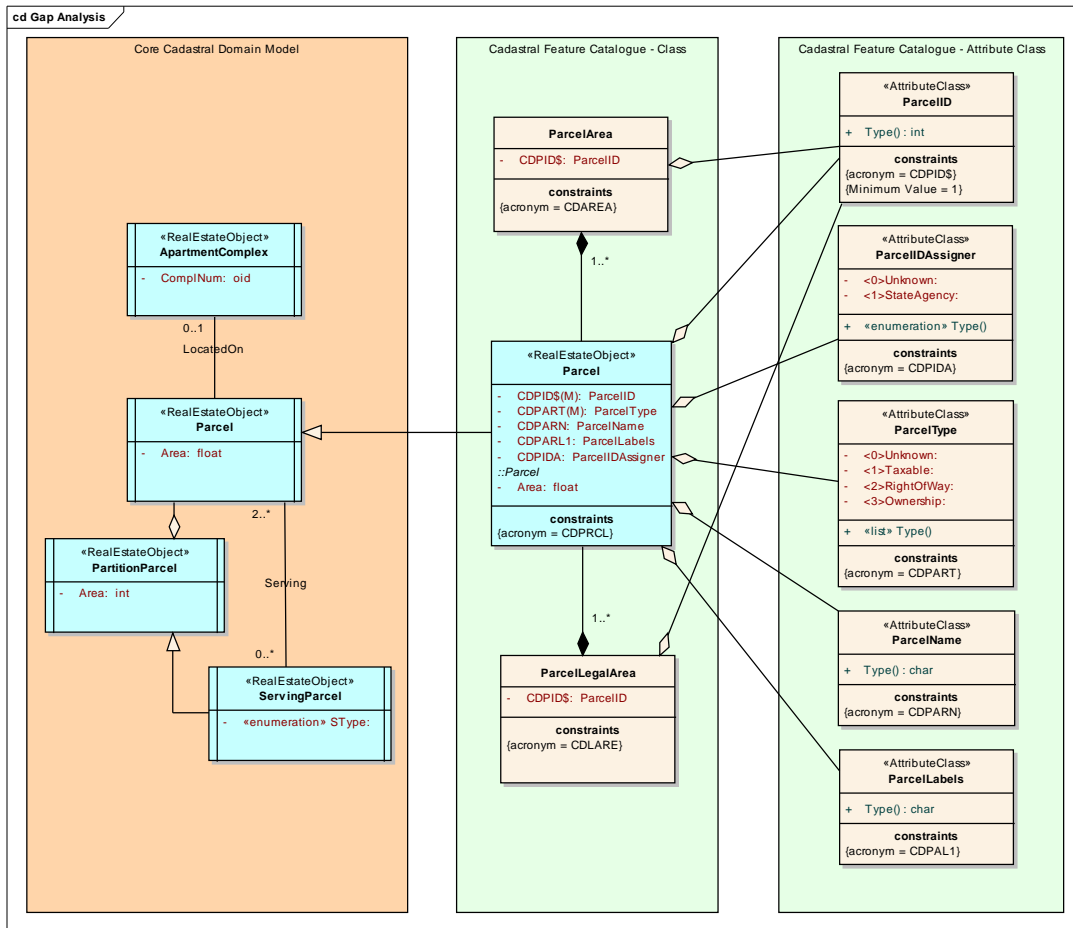 cd Gap Analysis
Core Cadastral Domain Model
«RealEstateObject»
ApartmentComplex
- ComplNum: oid
0..1
LocatedOn
«RealEstateObject»
Parcel
- Area: float
2..*
«RealEstateObject»
PartitionParcel
- Area: int
Serving
0..*
«RealEstateObject»
ServingParcel
- «enumeration» SType:
Cadastral Feature Catalogue - Class
ParcelArea
- CDPID$: ParcelID
constraints
{acronym = CDAREA}
1..*
«RealEstateObject»
Parcel
- CDPID$(M): ParcelID
- CDPART(M): ParcelType
- CDPARN: ParcelName
- CDPARL1: ParcelLabels
- CDPIDA: ParcelIDAssigner
::Parcel
- Area: float
constraints
{acronym = CDPRCL}
1..*
ParcelLegalArea
- CDPID$: ParcelID
constraints
{acronym = CDLARE}
Cadastral Feature Catalogue - Attribute Class
«AttributeClass»
ParcelID
+ Type() : int
constraints
{acronym = CDPID$}
{Minimum Value = 1}
«AttributeClass»
ParcelIDAssigner
- <0>Unknown:
- <1>StateAgency:
+ «enumeration» Type()
constraints
{acronym = CDPIDA}
«AttributeClass»
ParcelType
- <0>Unknown:
- <1>Taxable:
- <2>RightOfWay:
- <3>Ownership:
+ «list» Type()
constraints
{acronym = CDPART}
«AttributeClass»
ParcelName
+ Type() : char
constraints
{acronym = CDPARN}
«AttributeClass»
ParcelLabels
+ Type() : char
constraints
{acronym = CDPAL1}